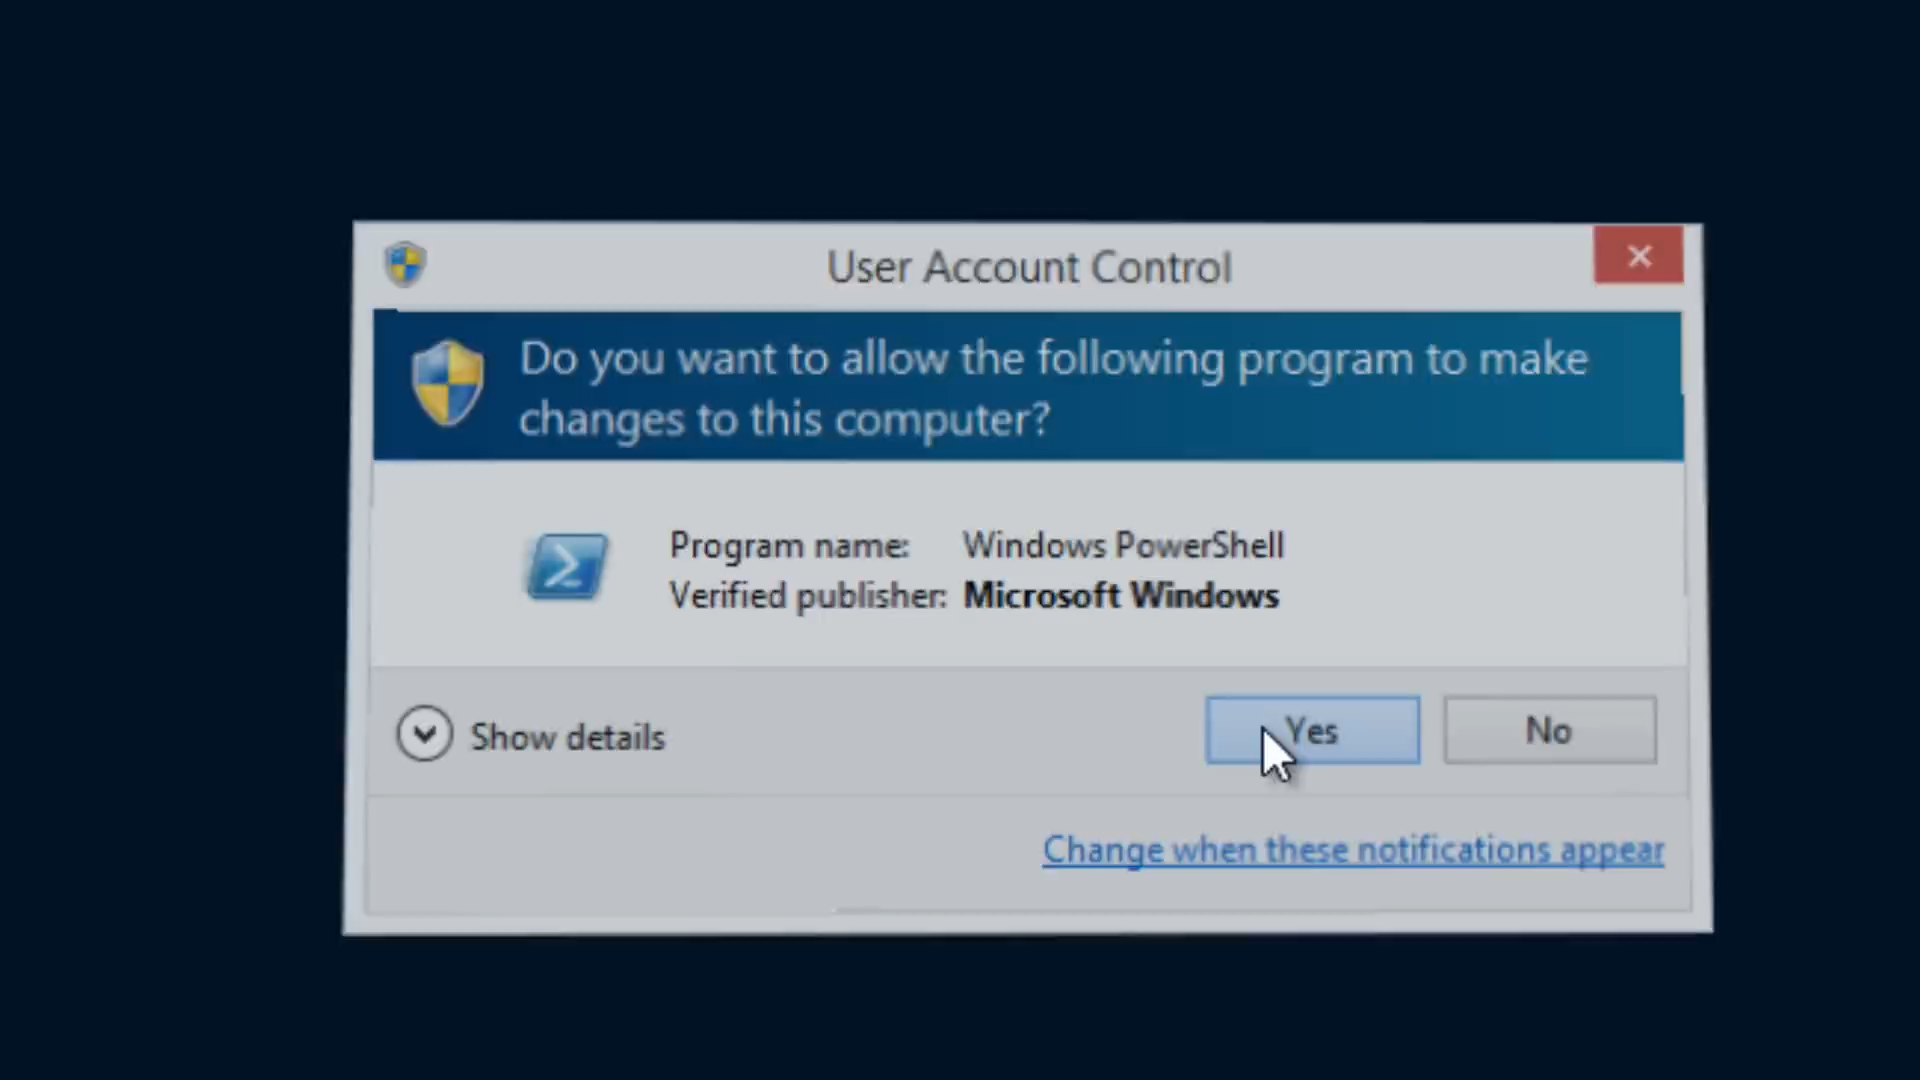 User Account Control
Do you want to allow the following program to make
changes to this computer?
Program name: Windows PowerShell
Verified publisher: Microsoft Windows
Show details
Yes
No
Change when these notifications appear